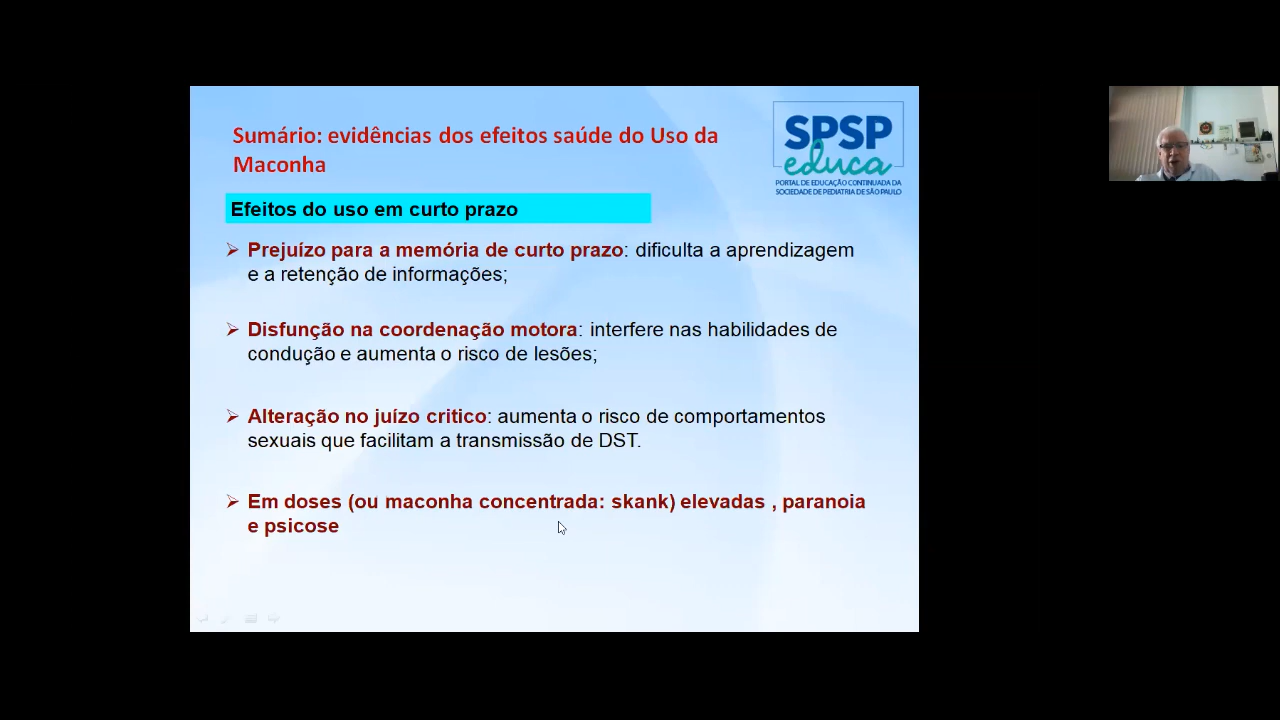 Sumário: evidências dos efeitos saúde do Uso da
Maconha
SPSP
educa
PORTAL DE EDUCAÇÃO CONTINUADA DA
SOCIEDADE DE PEDIATRIA DE SÃO PAULO
Efeitos do uso em curto prazo
Prejuízo para a memória de curto prazo: dificulta a aprendizagem
e a retenção de informações;
Disfunção na coordenação motora: interfere nas habilidades de
condução e aumenta o risco de lesões;
Alteração no juízo critico: aumenta o risco de comportamentos
sexuais que facilitam a transmissão de DST.
Em doses (ou maconha concentrada: skank) elevadas , paranoia
e psicose